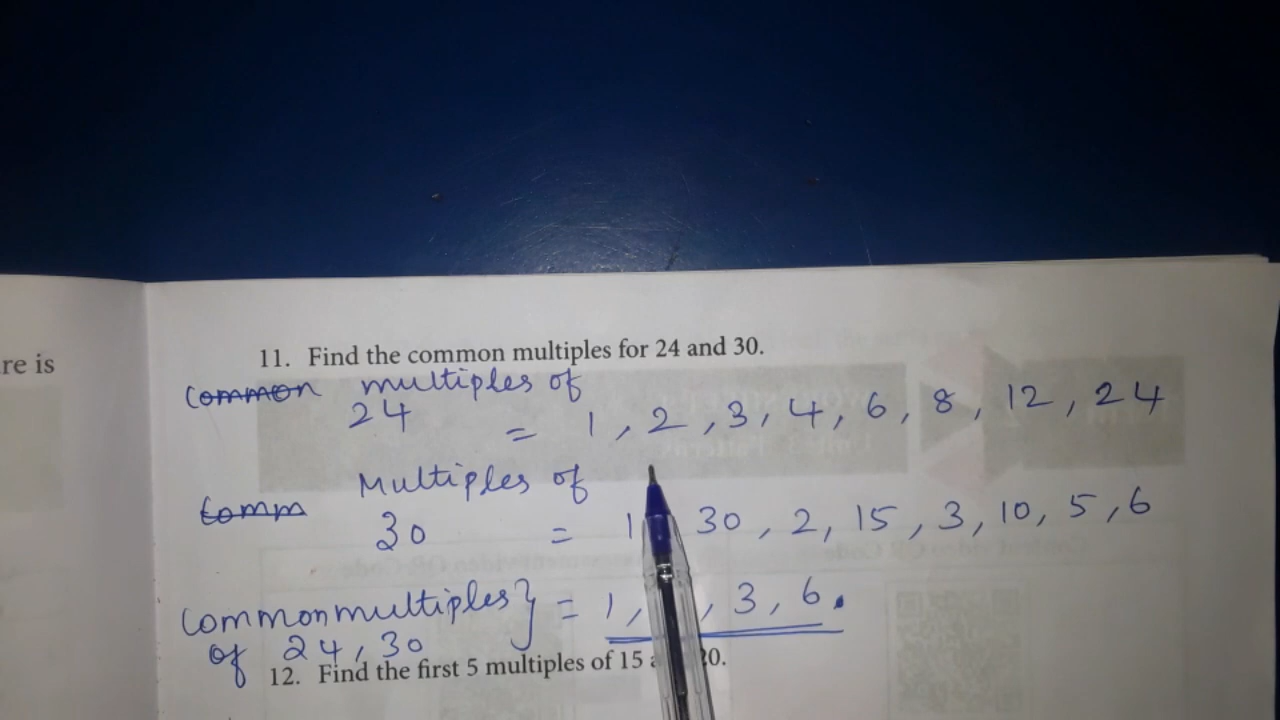 re is
11. Find the common multiples for 24 and 30.
common multiples of
24 = 1, 2, 3, 4, 6, 8, 12, 24
Comm Multiples of
30 = 1 30, 2, 15, 3, 10, 5, 6
Common multiples } = 1, , 3, 6.
of 24, 30
12. Find the first 5 multiples of 15